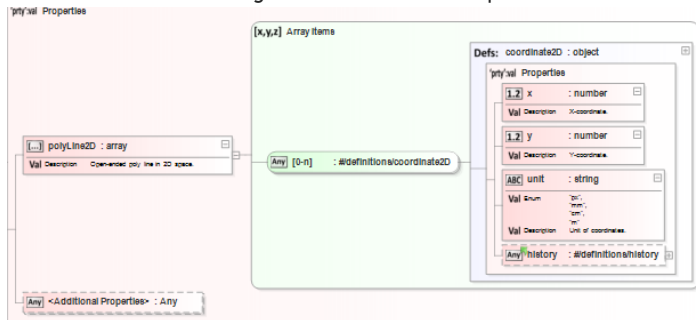 'prty':val Properties
[x,y,z] Array Items
Defs: coordinate2D : object
'prty':val Properties
1.2 x : number
Val Description X-coordinate.
[...] polyLine2D : array
Val Description Open-ended poly line in 2D space.
1.2 y : number
Val Description Y-coordinate.
Any [0-n] : #/definitions/coordinate2D
ABC unit : string
Val Enum "px",
"mm",
"cm",
"m"
Val Description Unit of coordinates.
Any history : #/definitions/history
Any <Additional Properties> : Any